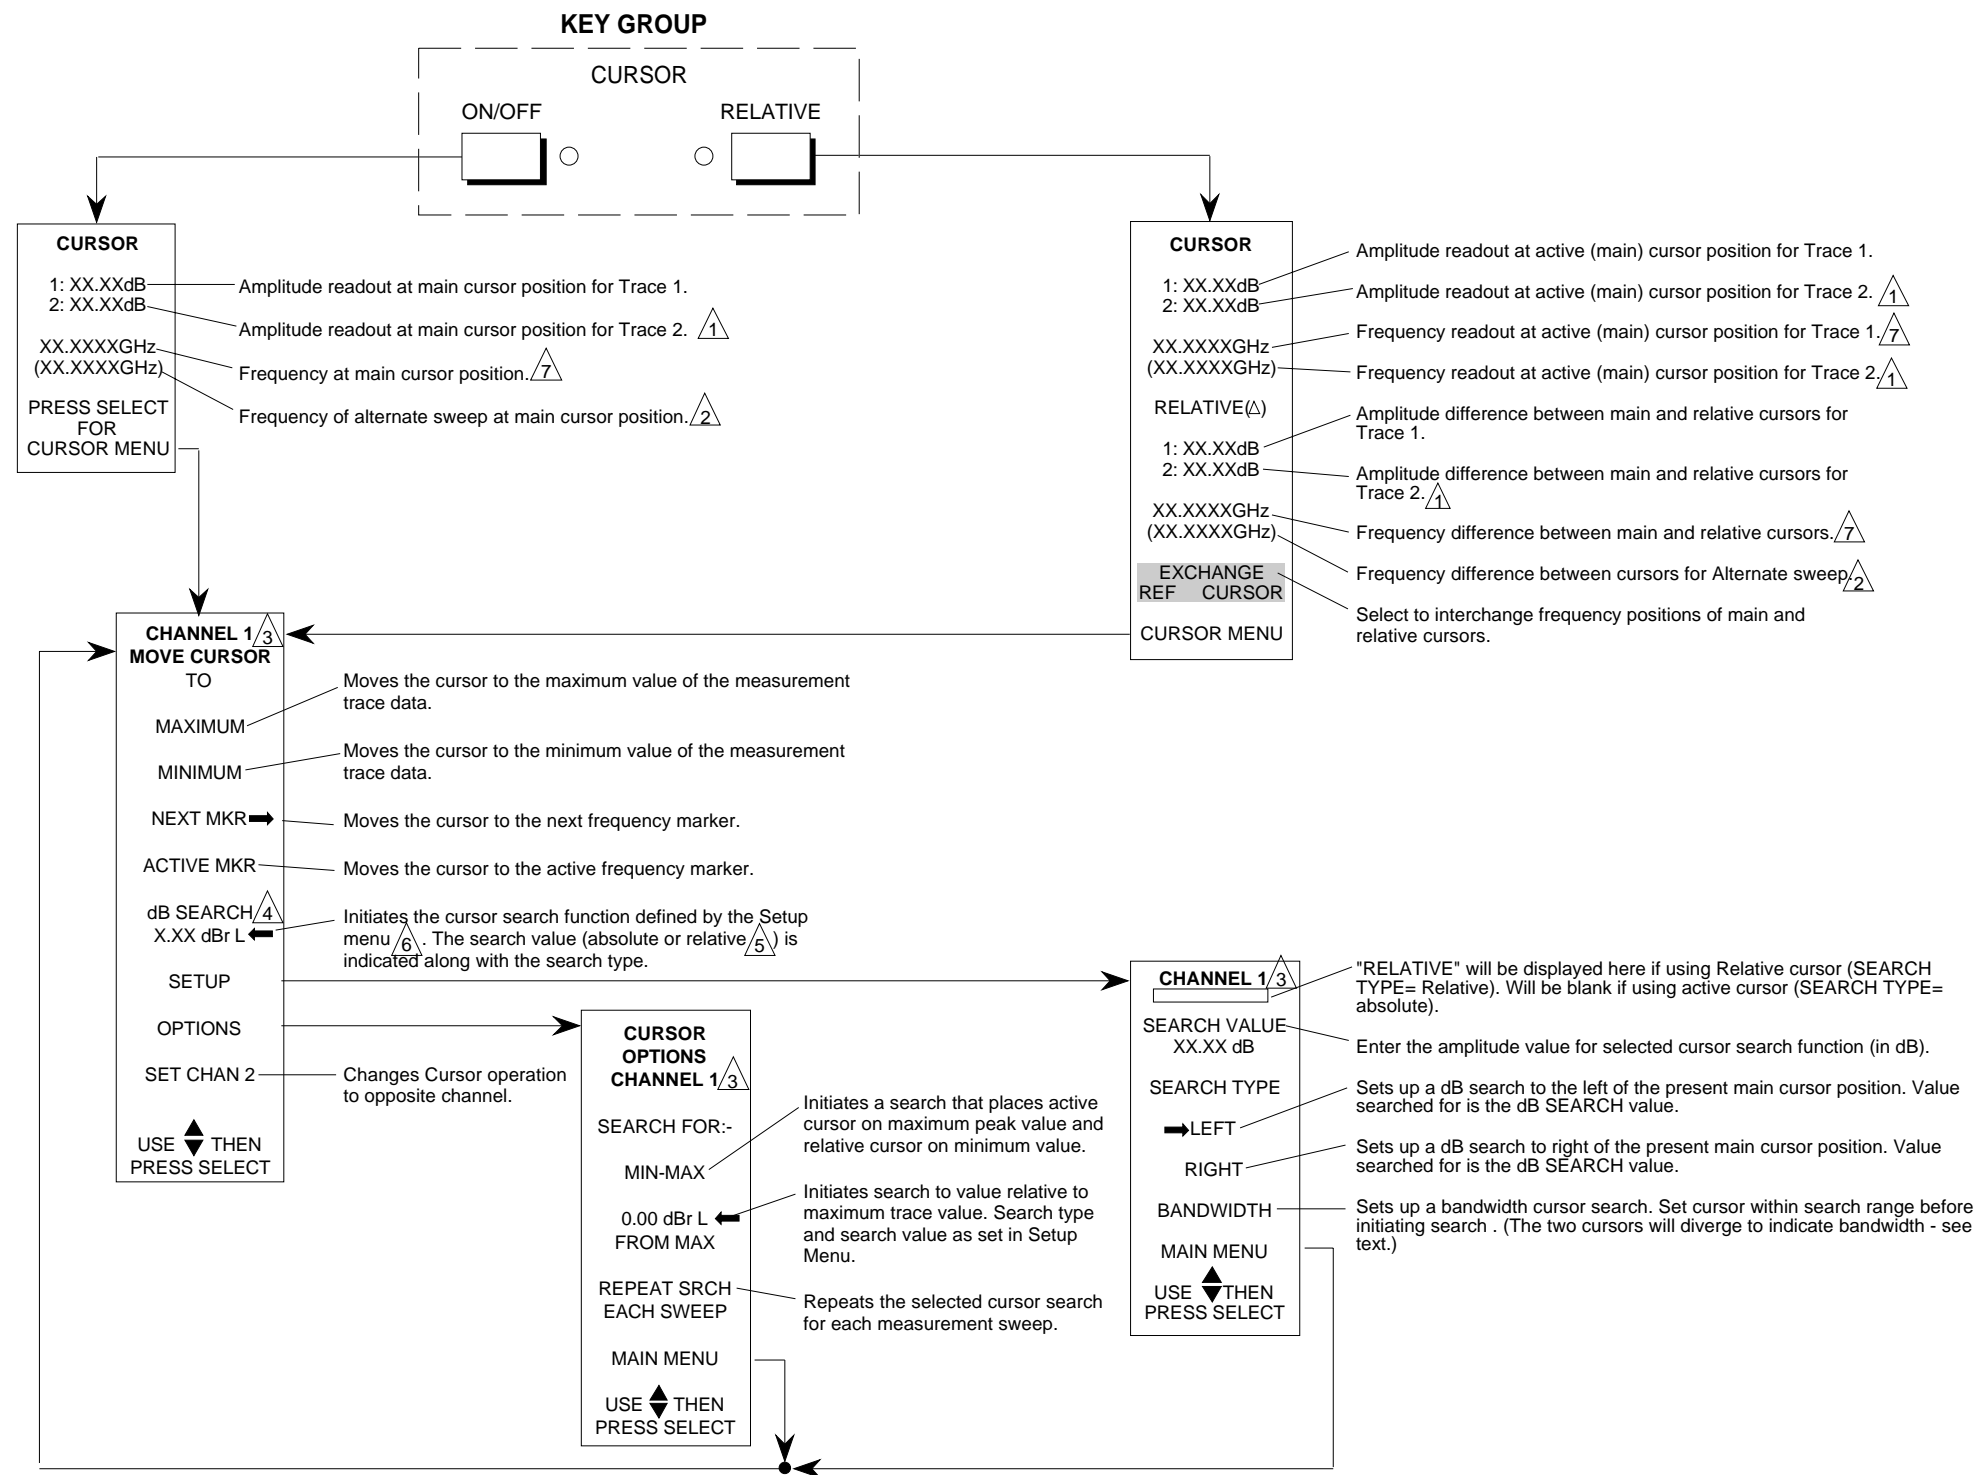 KEY GROUP
CURSOR
ON/OFF
RELATIVE
CURSOR
1: XX.XXdB
2: XX.XXdB
XX.XXXXGHz
(XX.XXXXGHz)
PRESS SELECT
FOR
CURSOR MENU
Amplitude readout at main cursor position for Trace 1.
Amplitude readout at main cursor position for Trace 2. 1
Frequency at main cursor position. 7
Frequency of alternate sweep at main cursor position. 2
CURSOR
1: XX.XXdB
2: XX.XXdB
XX.XXXXGHz
(XX.XXXXGHz)
RELATIVE(△)
1: XX.XXdB
2: XX.XXdB
XX.XXXXGHz
(XX.XXXXGHz)
EXCHANGE
REF CURSOR
CURSOR MENU
Amplitude readout at active (main) cursor position for Trace 1.
Amplitude readout at active (main) cursor position for Trace 2. 1
Frequency readout at active (main) cursor position for Trace 1. 7
Frequency readout at active (main) cursor position for Trace 2. 1
Amplitude difference between main and relative cursors for
Trace 1.
Amplitude difference between main and relative cursors for
Trace 2. 1
Frequency difference between main and relative cursors. 7
Frequency difference between cursors for Alternate sweep. 2
Select to interchange frequency positions of main and
relative cursors.
CHANNEL 1 3
MOVE CURSOR
TO
MAXIMUM
MINIMUM
NEXT MKR
ACTIVE MKR
dB SEARCH 4
X.XX dBr L
SETUP
OPTIONS
SET CHAN 2
USE ▲▼ THEN
PRESS SELECT
Moves the cursor to the maximum value of the measurement
trace data.
Moves the cursor to the minimum value of the measurement
trace data.
Moves the cursor to the next frequency marker.
Moves the cursor to the active frequency marker.
Initiates the cursor search function defined by the Setup
menu 6 . The search value (absolute or relative 5 ) is
indicated along with the search type.
Changes Cursor operation
to opposite channel.
CURSOR
OPTIONS
CHANNEL 1 3
SEARCH FOR:-
MIN-MAX
0.00 dBr L
FROM MAX
REPEAT SRCH
EACH SWEEP
MAIN MENU
USE ▲▼ THEN
PRESS SELECT
Initiates a search that places active
cursor on maximum peak value and
relative cursor on minimum value.
Initiates search to value relative to
maximum trace value. Search type
and search value as set in Setup
Menu.
Repeats the selected cursor search
for each measurement sweep.
CHANNEL 1 3
SEARCH VALUE
XX.XX dB
SEARCH TYPE
LEFT
RIGHT
BANDWIDTH
MAIN MENU
USE ▲▼ THEN
PRESS SELECT
"RELATIVE" will be displayed here if using Relative cursor (SEARCH
TYPE= Relative). Will be blank if using active cursor (SEARCH TYPE=
absolute).
Enter the amplitude value for selected cursor search function (in dB).
Sets up a dB search to the left of the present main cursor position. Value
searched for is the dB SEARCH value.
Sets up a dB search to right of the present main cursor position. Value
searched for is the dB SEARCH value.
Sets up a bandwidth cursor search. Set cursor within search range before
initiating search . (The two cursors will diverge to indicate bandwidth - see
text.)